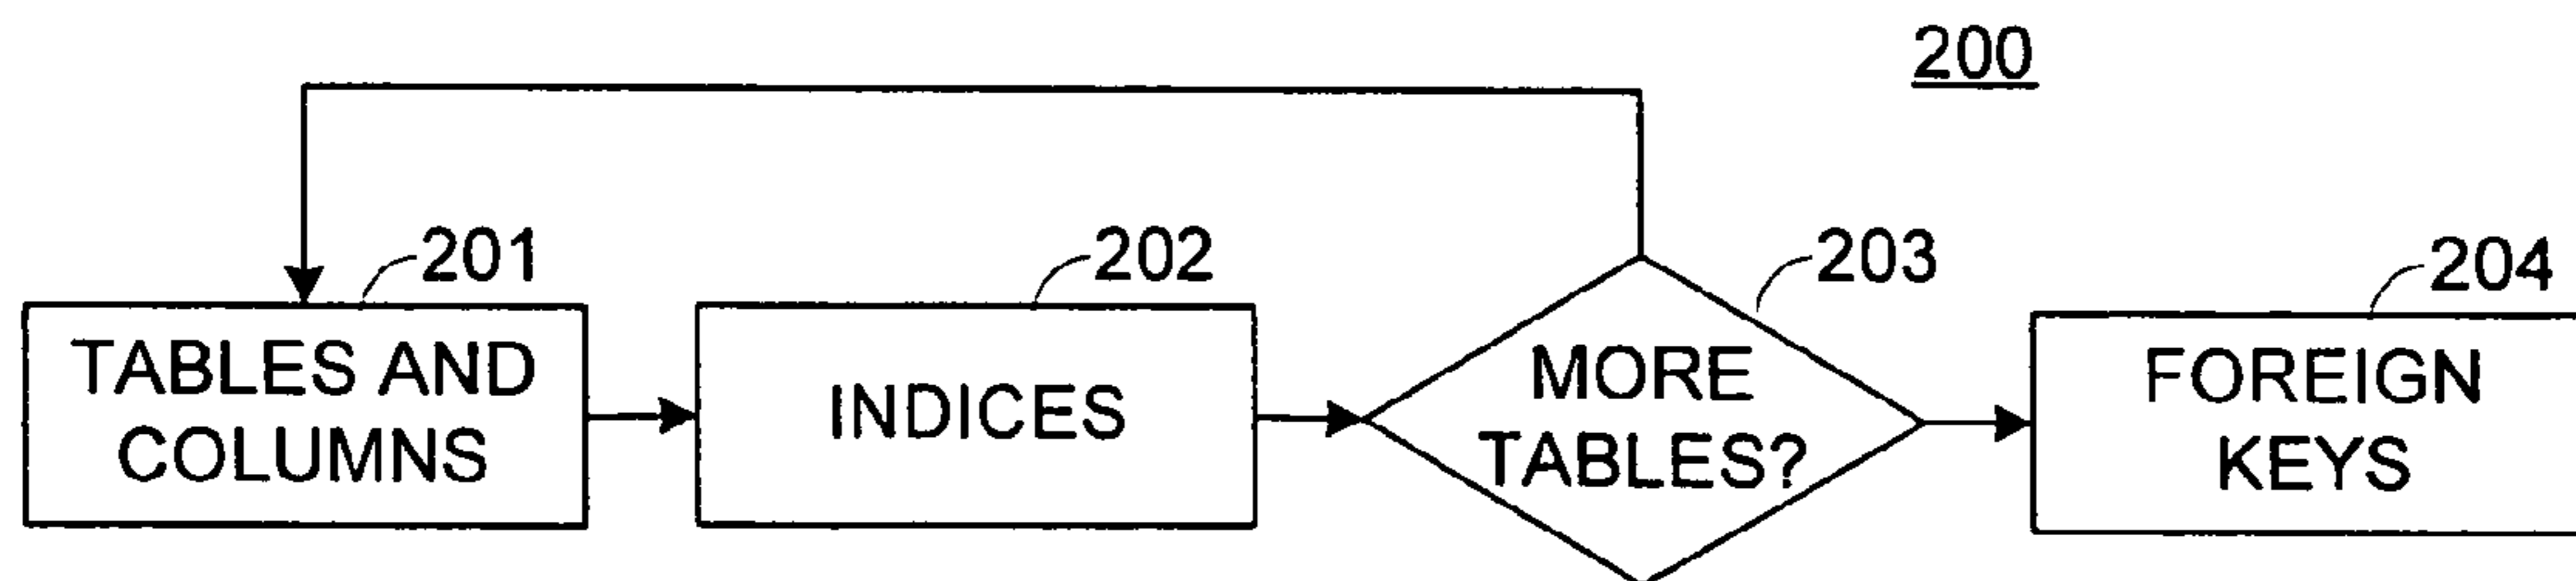 200
201
202
203
204
TABLES AND
COLUMNS
INDICES
MORE
TABLES?
FOREIGN
KEYS